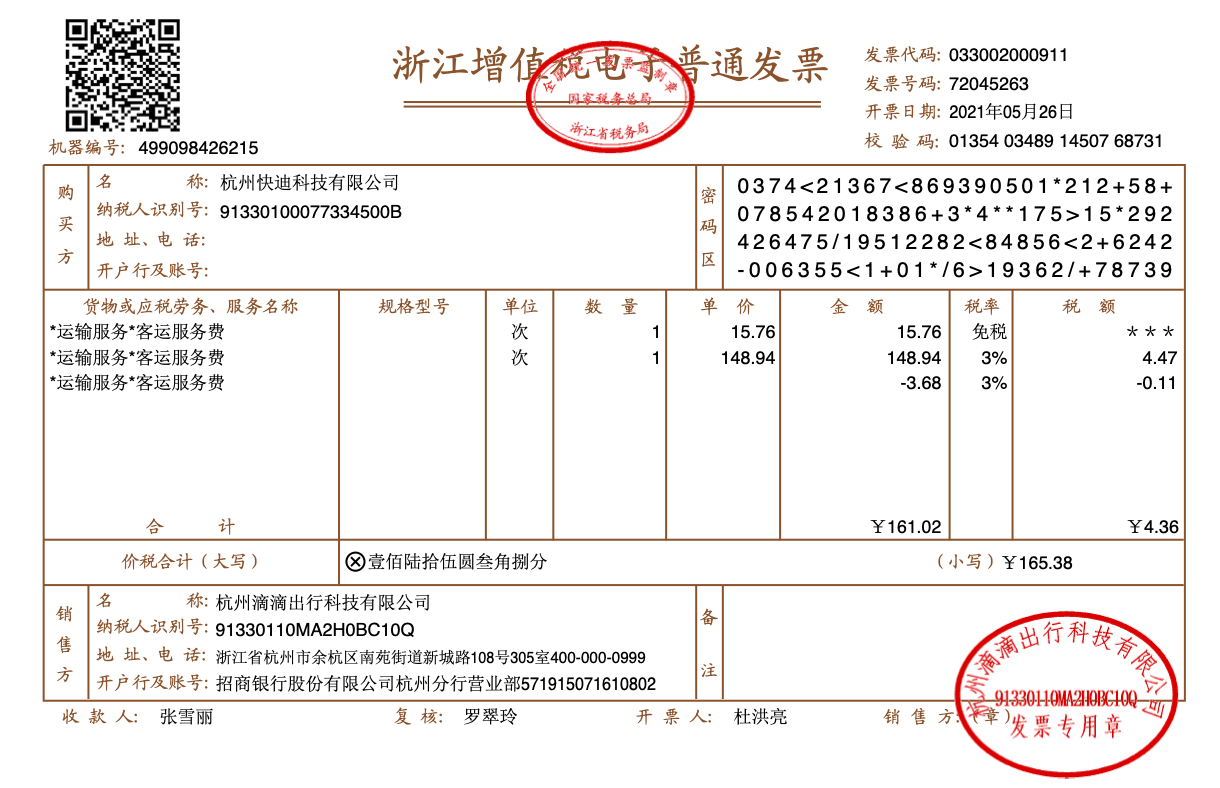 浙江增值税电子普通发票
全国统一发票监制章
国家税务总局
浙江省税务局
发票代码: 033002000911
发票号码: 72045263
开票日期: 2021年05月26日
校 验 码: 01354 03489 14507 68731
机器编号: 499098426215
购买方
名 称: 杭州快迪科技有限公司
纳税人识别号: 91330100077334500B
地 址、电 话:
开户行及账号:
密码区
0374<21367<869390501*212+58+
078542018386+3*4**175>15*292
426475/19512282<84856<2+6242
-006355<1+01*/6>19362/+78739
货物或应税劳务、服务名称 规格型号 单位 数 量 单 价 金 额 税率 税 额
*运输服务*客运服务费 次 1 15.76 15.76 免税 ***
*运输服务*客运服务费 次 1 148.94 148.94 3% 4.47
*运输服务*客运服务费 -3.68 3% -0.11
合 计 ￥161.02 ￥4.36
价税合计（大写） ⊗壹佰陆拾伍圆叁角捌分 （小写）￥165.38
销售方
名 称: 杭州滴滴出行科技有限公司
纳税人识别号: 91330110MA2H0BC10Q
地 址、电 话: 浙江省杭州市余杭区南苑街道新城路108号305室400-000-0999
开户行及账号: 招商银行股份有限公司杭州分行营业部571915071610802
备注
收 款 人: 张雪丽 复 核: 罗翠玲 开 票 人: 杜洪亮 销 售 方:（章）
杭州滴滴出行科技有限公司
91330110MA2H0BC10Q
发票专用章